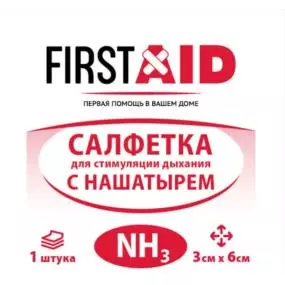 FIRST AID
ПЕРВАЯ ПОМОЩЬ В ВАШЕМ ДОМЕ
САЛФЕТКА
для стимуляции дыхания
С НАШАТЫРЕМ
1 штука
NH₃
3см х 6см